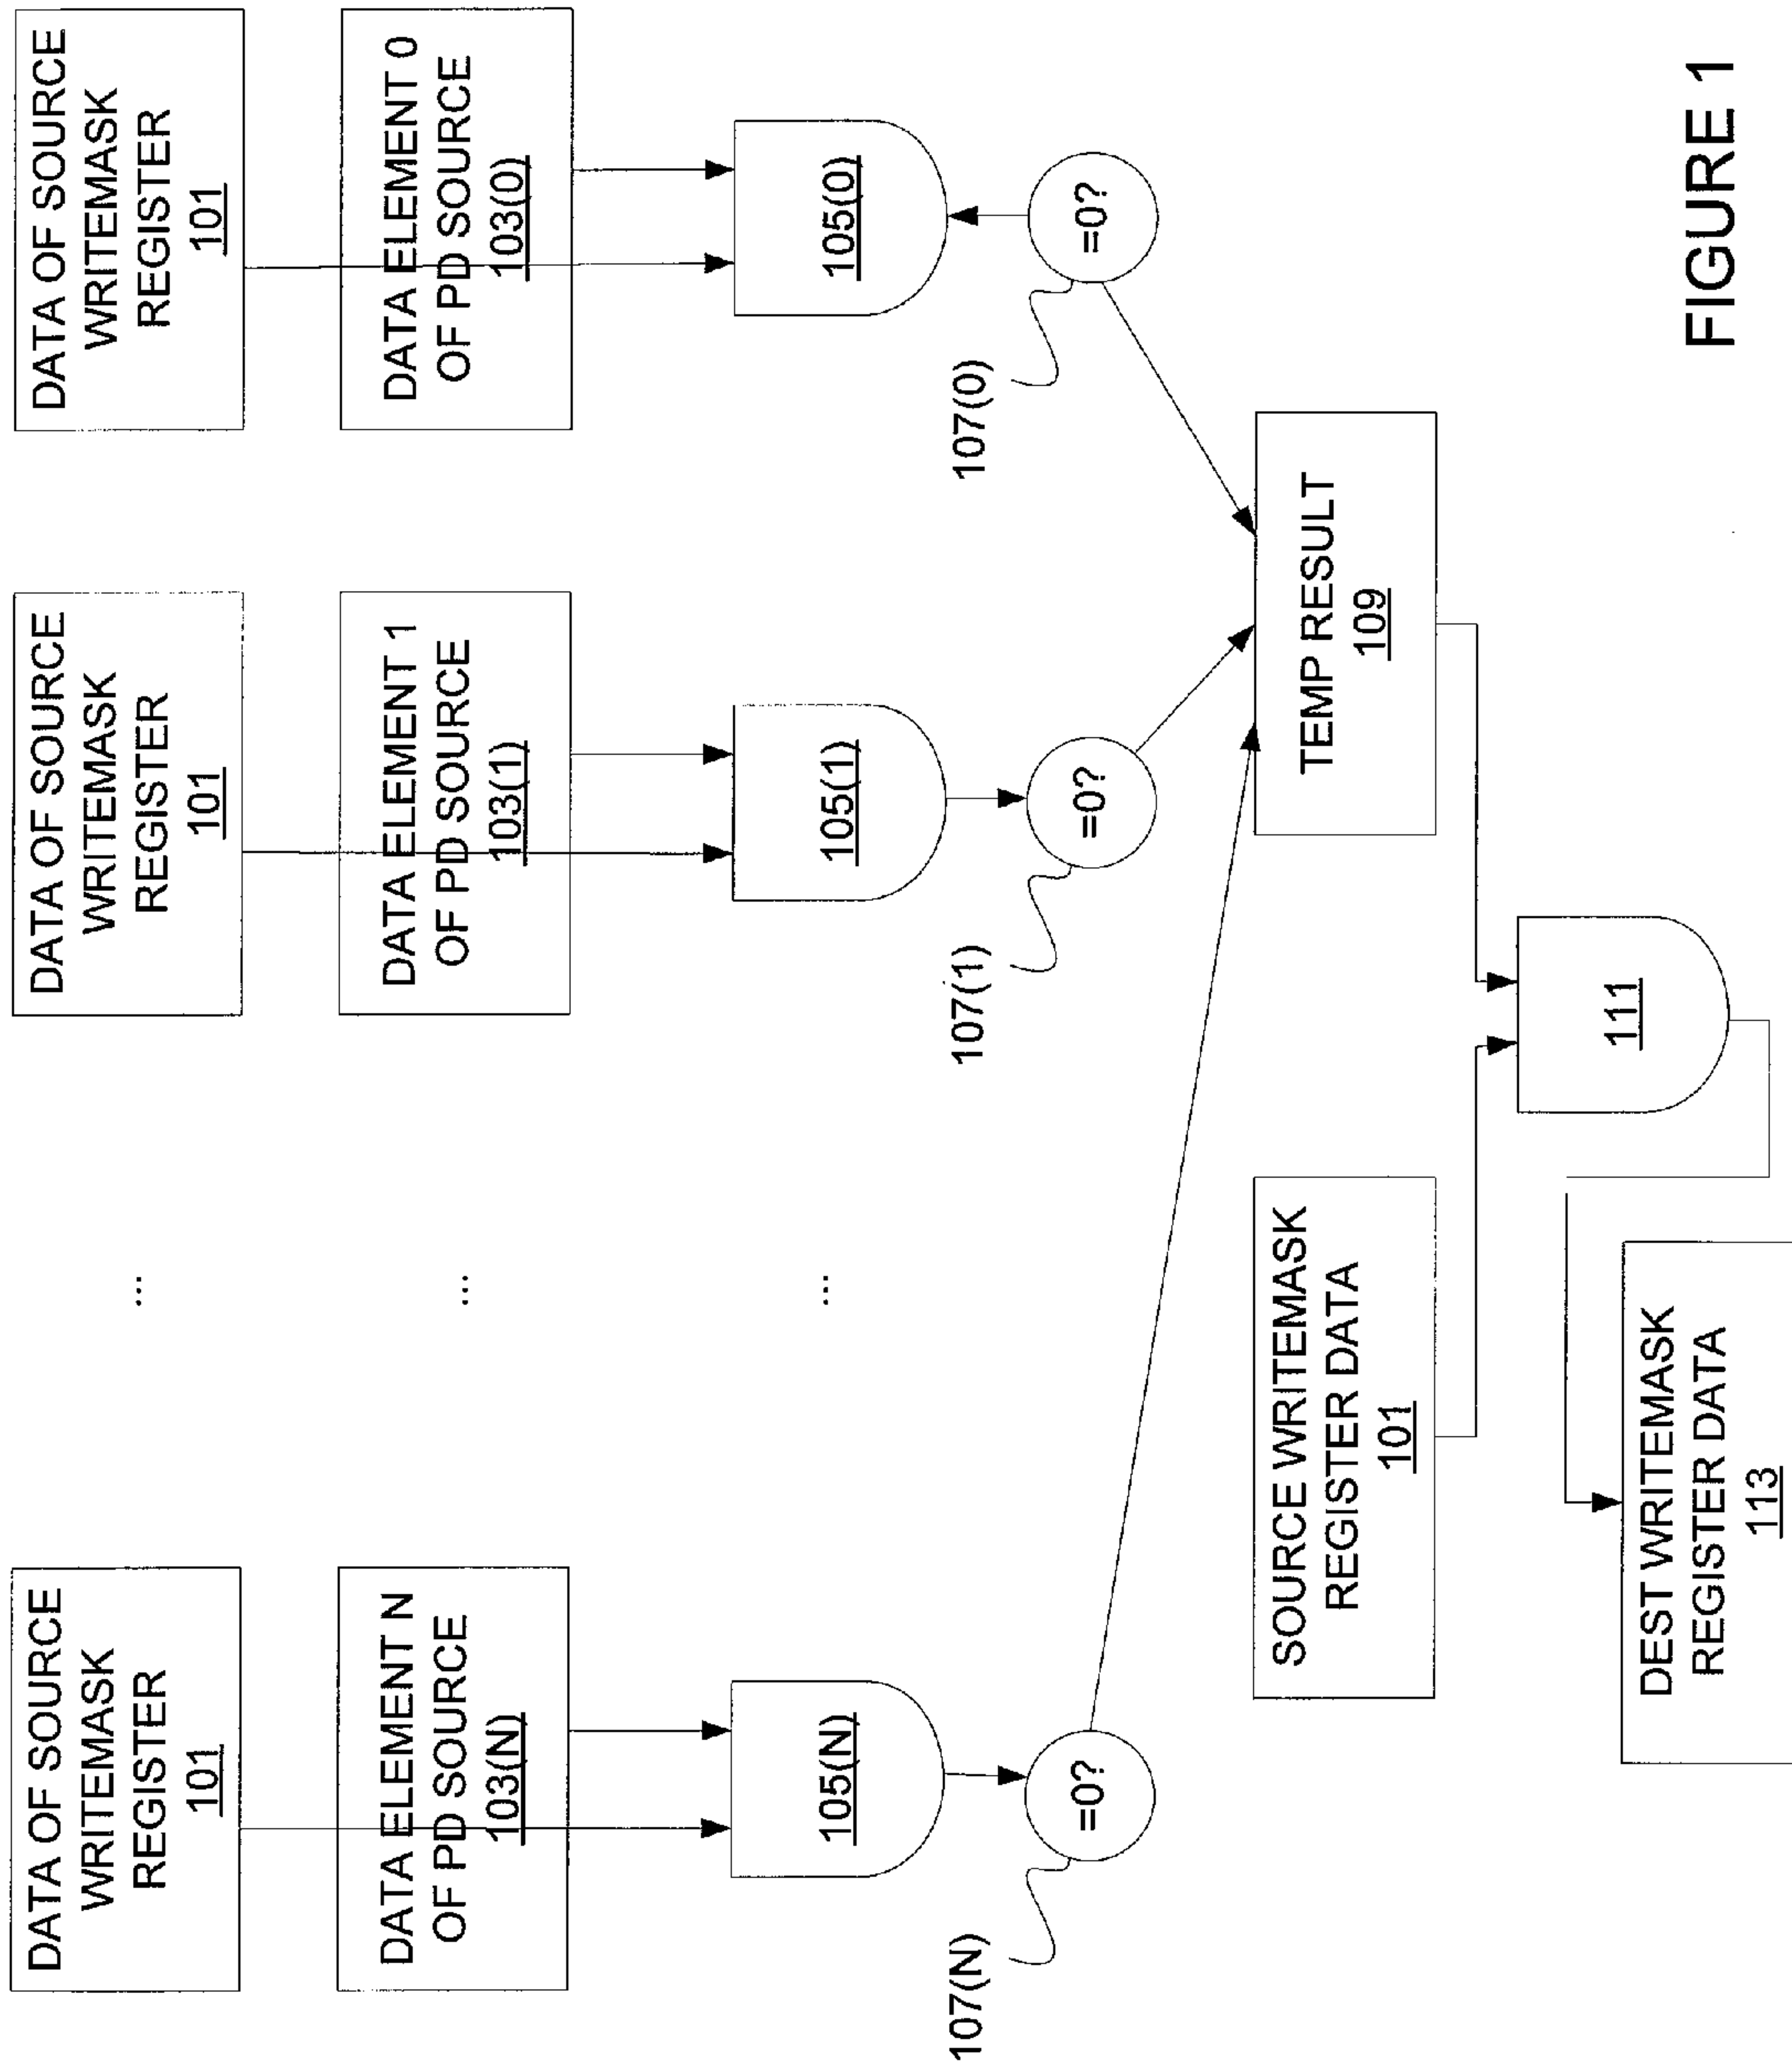 DATA OF SOURCE
WRITEMASK
REGISTER
101
...
DATA OF SOURCE
WRITEMASK
REGISTER
101
DATA OF SOURCE
WRITEMASK
REGISTER
101
DATA ELEMENT N
OF PD SOURCE
103(N)
...
DATA ELEMENT 1
OF PD SOURCE
103(1)
DATA ELEMENT 0
OF PD SOURCE
103(0)
105(N)
...
105(1)
105(0)
107(N)
=0?
107(1)
=0?
107(0)
=0?
SOURCE WRITEMASK
REGISTER DATA
101
TEMP RESULT
109
111
DEST WRITEMASK
REGISTER DATA
113
FIGURE 1